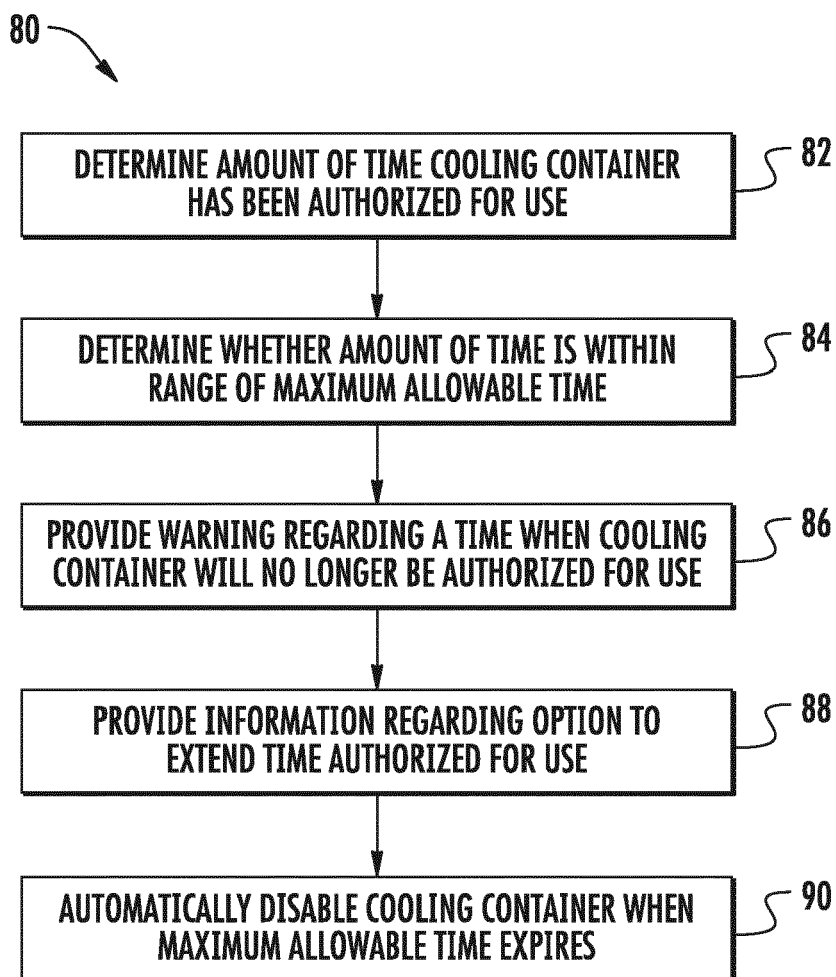 80
DETERMINE AMOUNT OF TIME COOLING CONTAINER
HAS BEEN AUTHORIZED FOR USE
82
DETERMINE WHETHER AMOUNT OF TIME IS WITHIN
RANGE OF MAXIMUM ALLOWABLE TIME
84
PROVIDE WARNING REGARDING A TIME WHEN COOLING
CONTAINER WILL NO LONGER BE AUTHORIZED FOR USE
86
PROVIDE INFORMATION REGARDING OPTION TO
EXTEND TIME AUTHORIZED FOR USE
88
AUTOMATICALLY DISABLE COOLING CONTAINER WHEN
MAXIMUM ALLOWABLE TIME EXPIRES
90